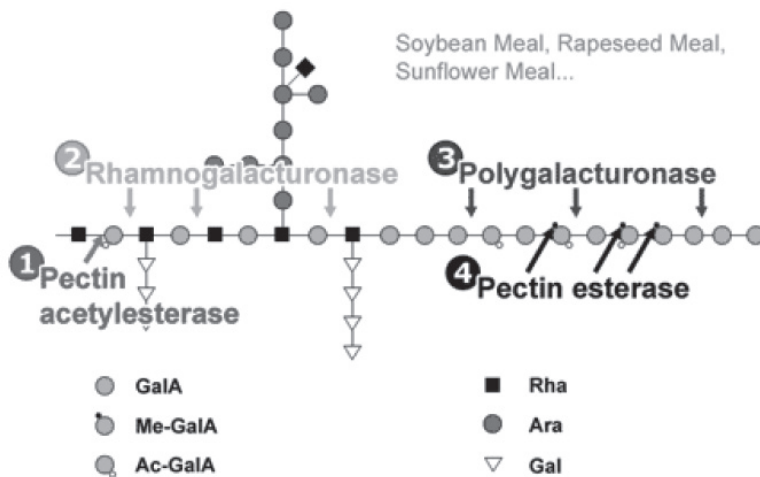 Soybean Meal, Rapeseed Meal,
Sunflower Meal...
2 Rhamnogalacturonase
3 Polygalacturonase
1 Pectin
acetylesterase
4 Pectin esterase
GalA
Rha
Me-GalA
Ara
Ac-GalA
Gal